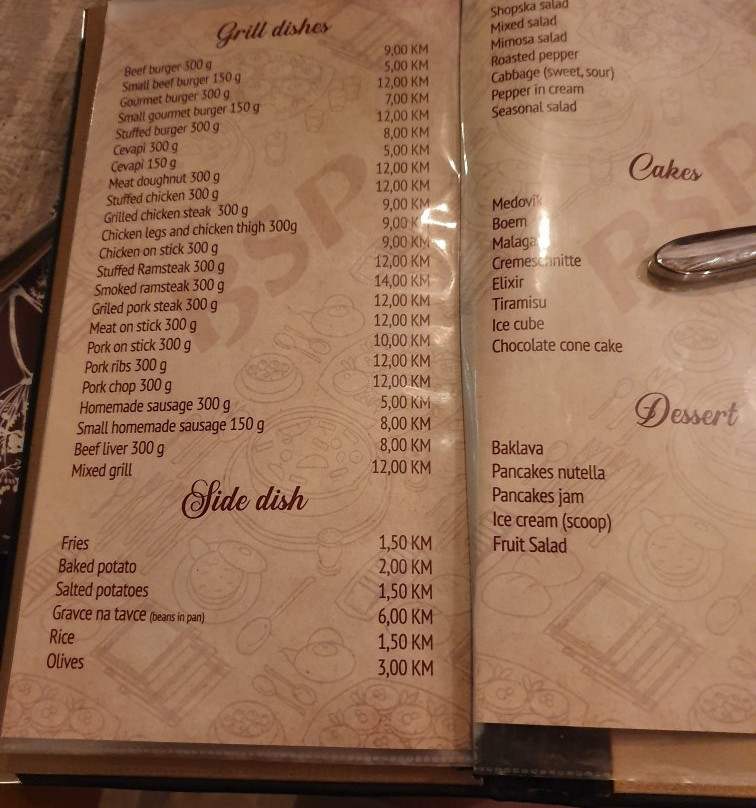 Grill dishes
Beef burger 300 g 9,00 KM
Small beef burger 150 g 5,00 KM
Gourmet burger 300 g 12,00 KM
Small gourmet burger 150 g 7,00 KM
Stuffed burger 300 g 12,00 KM
Cevapi 300 g 8,00 KM
Cevapi 150 g 5,00 KM
Meat doughnut 300 g 12,00 KM
Stuffed chicken 300 g 12,00 KM
Grilled chicken steak 300 g 9,00 KM
Chicken legs and chicken thigh 300g 9,00 KM
Chicken on stick 300 g 9,00 KM
Stuffed Ramsteak 300 g 12,00 KM
Smoked ramsteak 300 g 14,00 KM
Griled pork steak 300 g 12,00 KM
Meat on stick 300 g 12,00 KM
Pork on stick 300 g 10,00 KM
Pork ribs 300 g 12,00 KM
Pork chop 300 g 12,00 KM
Homemade sausage 300 g 5,00 KM
Small homemade sausage 150 g 8,00 KM
Beef liver 300 g 8,00 KM
Mixed grill 12,00 KM
Side dish
Fries 1,50 KM
Baked potato 2,00 KM
Salted potatoes 1,50 KM
Gravce na tavce (beans in pan) 6,00 KM
Rice 1,50 KM
Olives 3,00 KM
BSP
Shopska salad
Mixed salad
Mimosa salad
Roasted pepper
Cabbage (sweet, sour)
Pepper in cream
Seasonal salad
Cakes
Medovik
Boem
Malaga
Cremeschnitte
Elixir
Tiramisu
Ice cube
Chocolate cone cake
Dessert
Baklava
Pancakes nutella
Pancakes jam
Ice cream (scoop)
Fruit Salad
BSP